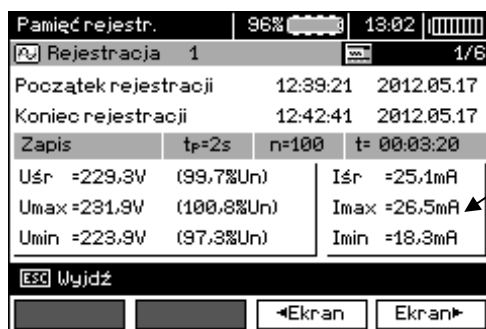 Pamięć rejestr. 96% 13:02
Rejestracja 1 1/6
Początek rejestracji 12:39:21 2012.05.17
Koniec rejestracji 12:42:41 2012.05.17
Zapis tP=2s n=100 t= 00:03:20
Uśr =229,3V (99,7%Un) Iśr =25,1mA
Umax =231,9V (100,8%Un) Imax =26,5mA
Umin =223,9V (97,3%Un) Imin =18,3mA
ESC Wyjdź
◄Ekran Ekran►